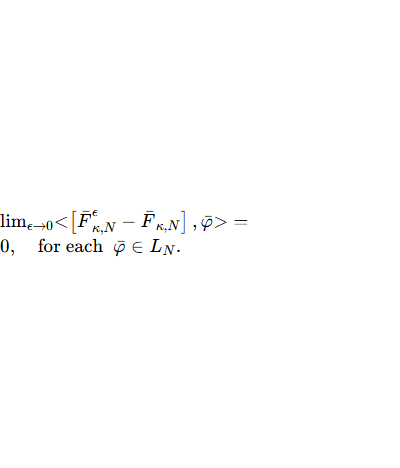 lim_{ϵ→0}<[F̄^ϵ_{κ,N} − F̄_{κ,N}], φ̄> =
0, for each φ̄ ∈ L_N.